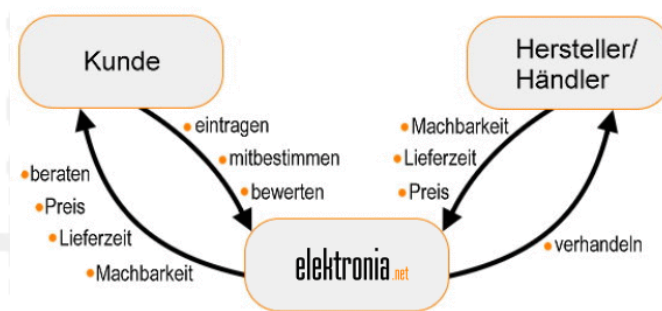 Kunde
Hersteller/
Händler
•eintragen
•mitbestimmen
•bewerten
•Machbarkeit
•Lieferzeit
•Preis
•beraten
•Preis
•Lieferzeit
•Machbarkeit
•verhandeln
elektronia.net